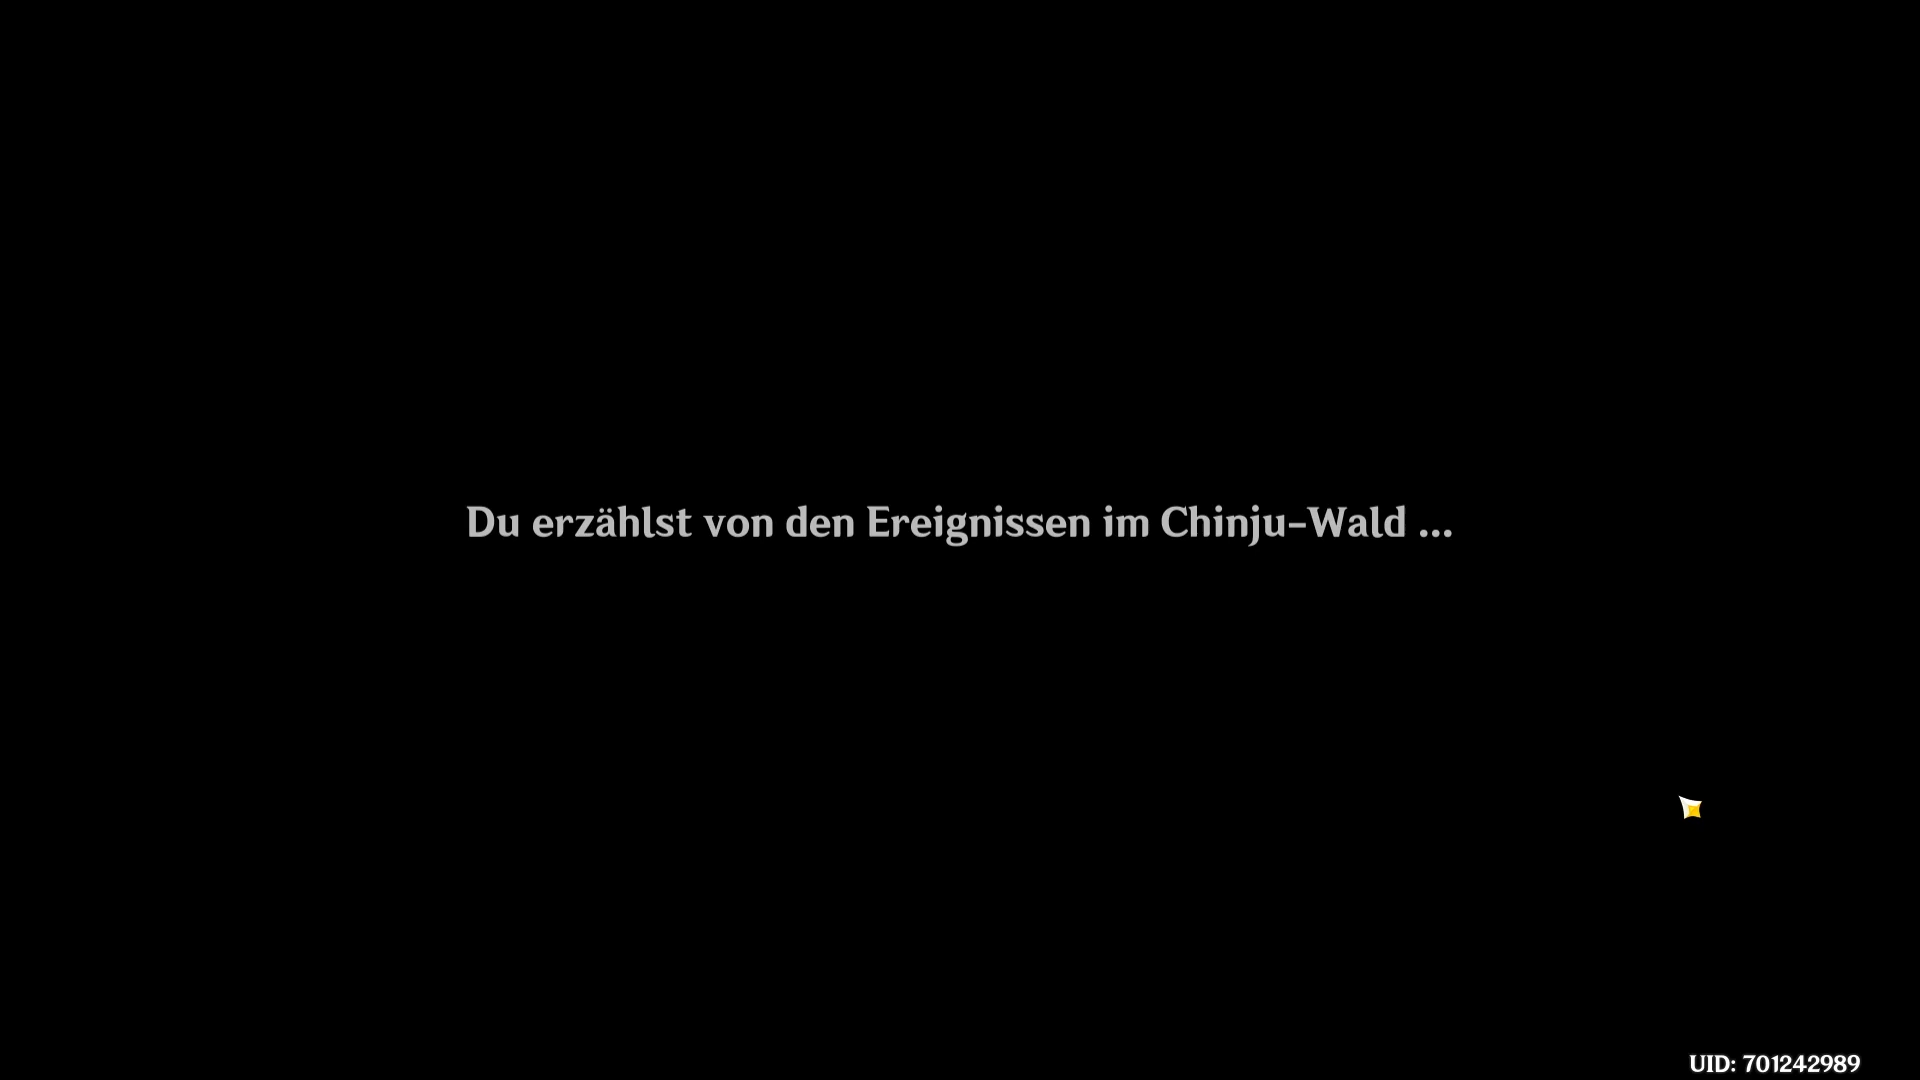 Du erzählst von den Ereignissen im Chinju-Wald ...
UID: 701242989